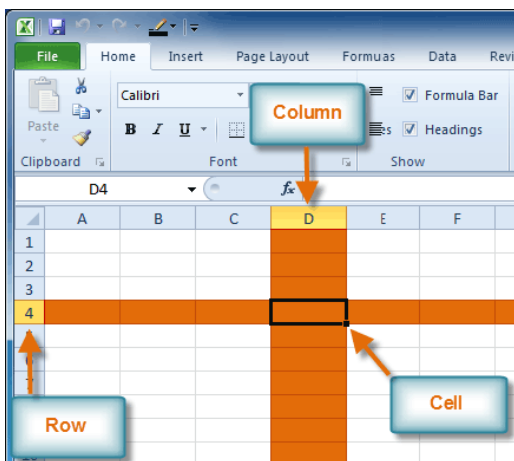 File Home Insert Page Layout Formuas Data Revi
Calibri Formula Bar
Column
Paste B I U s Headings
Clipboard Font Show
D4 fx
A B C D E F
1
2
3
4
7
Cell
Row